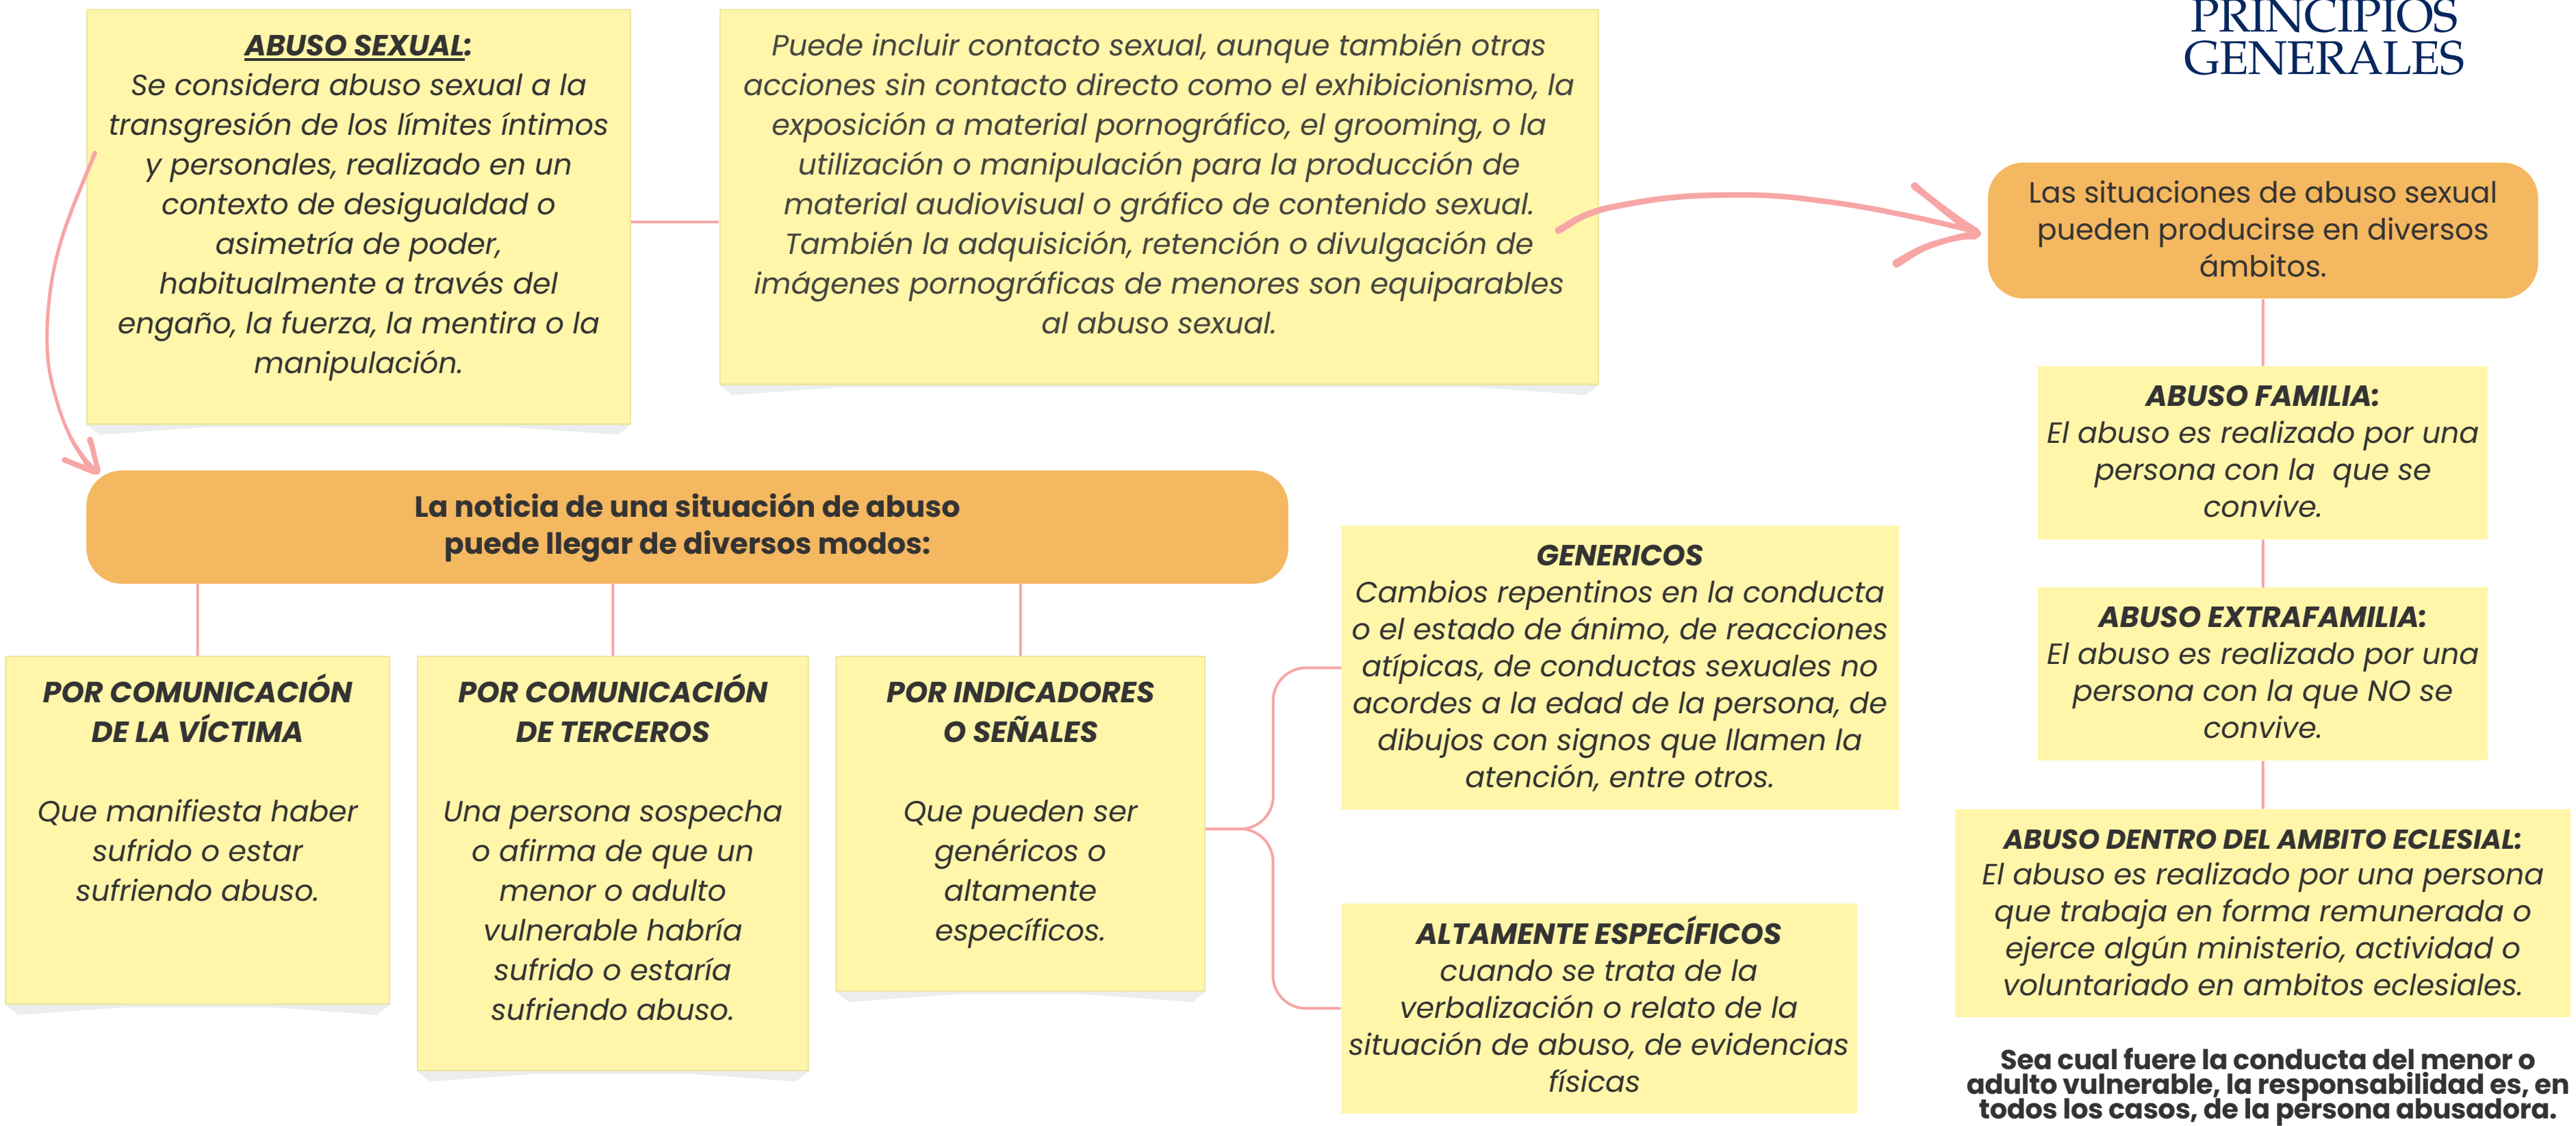 PRINCIPIOS
GENERALES
ABUSO SEXUAL:
Se considera abuso sexual a la
transgresión de los límites íntimos
y personales, realizado en un
contexto de desigualdad o
asimetría de poder,
habitualmente a través del
engaño, la fuerza, la mentira o la
manipulación.
Puede incluir contacto sexual, aunque también otras
acciones sin contacto directo como el exhibicionismo, la
exposición a material pornográfico, el grooming, o la
utilización o manipulación para la producción de
material audiovisual o gráfico de contenido sexual.
También la adquisición, retención o divulgación de
imágenes pornográficas de menores son equiparables
al abuso sexual.
Las situaciones de abuso sexual
pueden producirse en diversos
ámbitos.
ABUSO FAMILIA:
El abuso es realizado por una
persona con la  que se
convive.
ABUSO EXTRAFAMILIA:
El abuso es realizado por una
persona con la que NO se
convive.
ABUSO DENTRO DEL AMBITO ECLESIAL:
El abuso es realizado por una persona
que trabaja en forma remunerada o
ejerce algún ministerio, actividad o
voluntariado en ambitos eclesiales.
Sea cual fuere la conducta del menor o
adulto vulnerable, la responsabilidad es, en
todos los casos, de la persona abusadora.
La noticia de una situación de abuso
puede llegar de diversos modos:
POR COMUNICACIÓN
DE LA VÍCTIMA
Que manifiesta haber
sufrido o estar
sufriendo abuso.
POR COMUNICACIÓN
DE TERCEROS
Una persona sospecha
o afirma de que un
menor o adulto
vulnerable habría
sufrido o estaría
sufriendo abuso.
POR INDICADORES
O SEÑALES
Que pueden ser
genéricos o
altamente
específicos.
GENERICOS
Cambios repentinos en la conducta
o el estado de ánimo, de reacciones
atípicas, de conductas sexuales no
acordes a la edad de la persona, de
dibujos con signos que llamen la
atención, entre otros.
ALTAMENTE ESPECÍFICOS
cuando se trata de la
verbalización o relato de la
situación de abuso, de evidencias
físicas